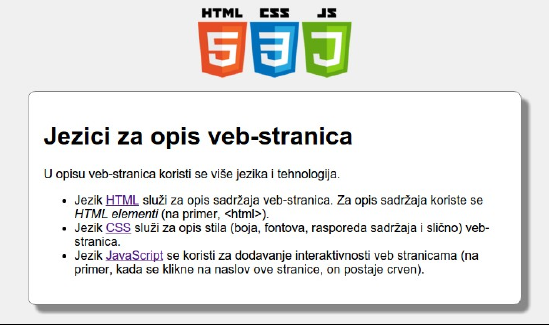 HTML CSS JS
5 3 J
Jezici za opis veb-stranica
U opisu veb-stranica koristi se više jezika i tehnologija.
• Jezik HTML služi za opis sadržaja veb-stranica. Za opis sadržaja koriste se
HTML elementi (na primer, <html>).
• Jezik CSS služi za opis stila (boja, fontova, rasporeda sadržaja i slično) veb-
stranica.
• Jezik JavaScript se koristi za dodavanje interaktivnosti veb stranicama (na
primer, kada se klikne na naslov ove stranice, on postaje crven).